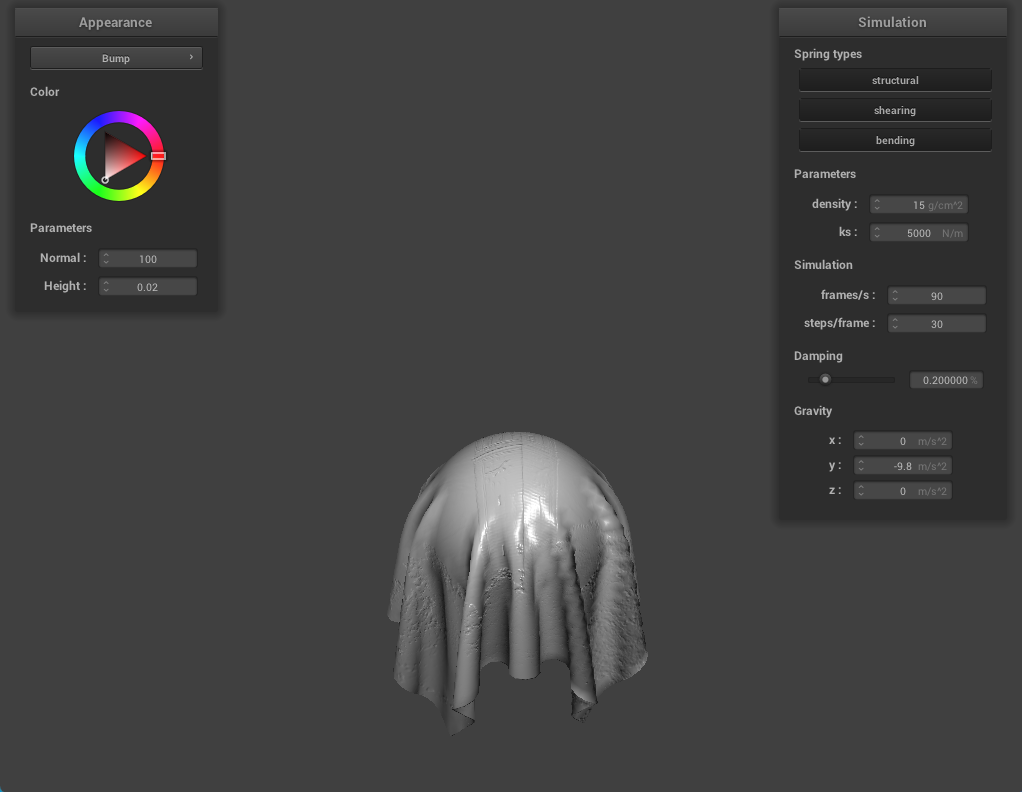 Appearance
Bump ›
Color
Parameters
Normal : 100
Height : 0.02
Simulation
Spring types
structural
shearing
bending
Parameters
density : 15 g/cm^2
ks : 5000 N/m
Simulation
frames/s : 90
steps/frame : 30
Damping
0.200000 %
Gravity
x : 0 m/s^2
y : -9.8 m/s^2
z : 0 m/s^2